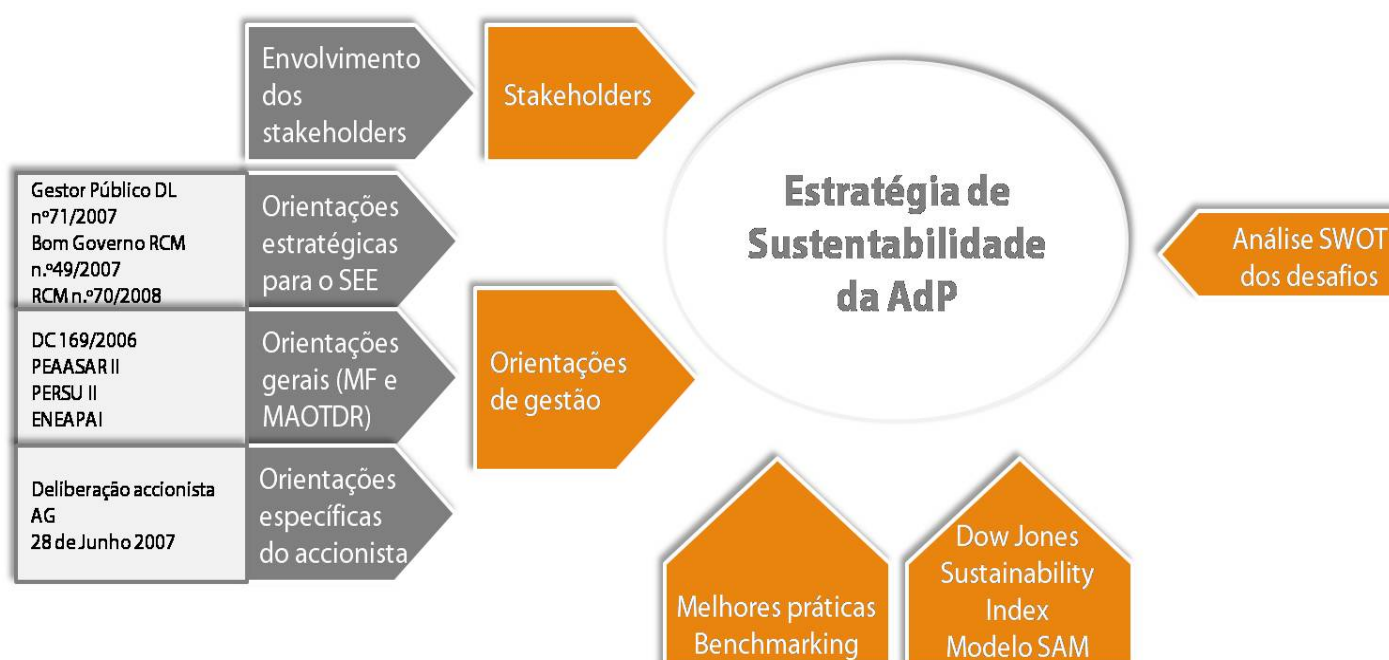 Envolvimento
dos
stakeholders
Stakeholders
Gestor Público DL
nº71/2007
Bom Governo RCM
n.º49/2007
RCM n.º70/2008
Orientações
estratégicas
para o SEE
DC 169/2006
PEAASAR II
PERSU II
ENEAPAI
Orientações
gerais (MF e
MAOTDR)
Deliberação accionista
AG
28 de Junho 2007
Orientações
específicas
do accionista
Orientações
de gestão
Estratégia de
Sustentabilidade
da AdP
Análise SWOT
dos desafios
Melhores práticas
Benchmarking
Dow Jones
Sustainability
Index
Modelo SAM